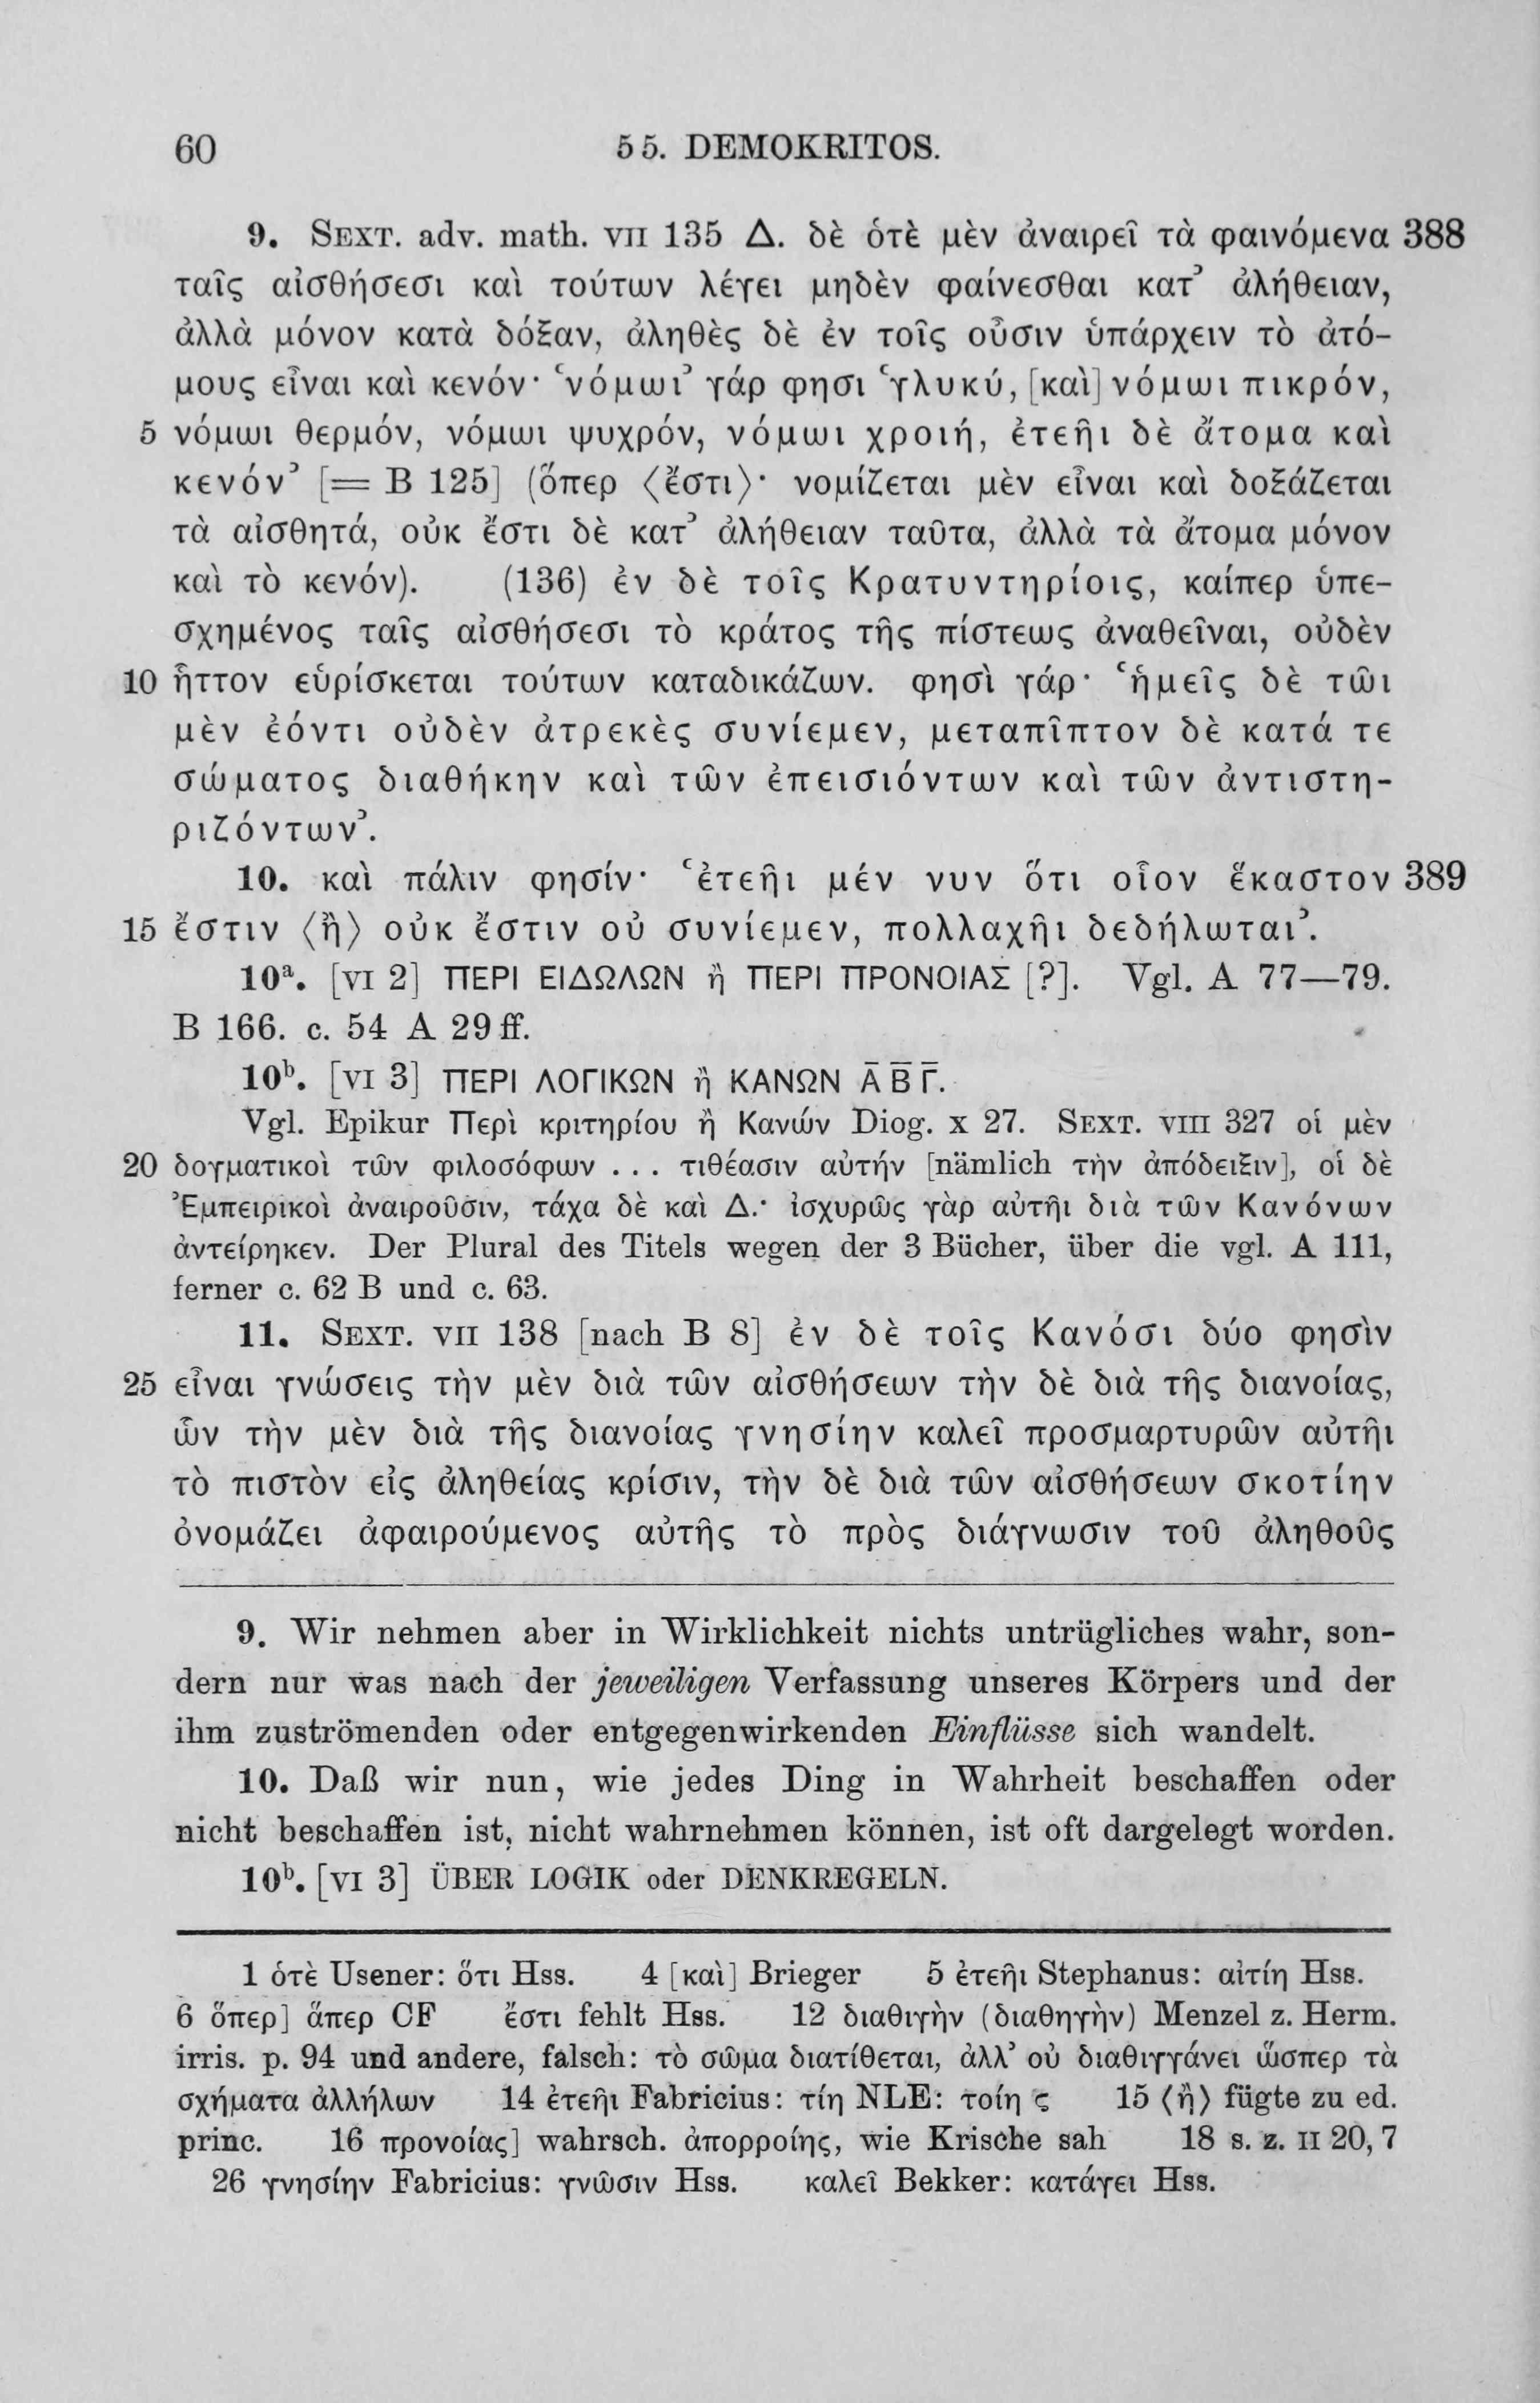 60 55. DEMOKRITOS.
9. SEXT. adv. math. VII 135 Δ. δὲ ὁτὲ μὲν ἀναιρεῖ τὰ φαινόμενα 388
ταῖς αἰσθήσεσι καὶ τούτων λέγει μηδὲν φαίνεσθαι κατ’ ἀλήθειαν,
ἀλλὰ μόνον κατὰ δόξαν, ἀληθὲς δὲ ἐν τοῖς οὖσιν ὑπάρχειν τὸ ἀτό-
μους εἶναι καὶ κενόν· ‘νόμωι’ γάρ φησι ‘γλυκύ, [καὶ] νόμωι πικρόν,
5 νόμωι θερμόν, νόμωι ψυχρόν, νόμωι χροιή, ἐτεῆι δὲ ἄτομα καὶ
κενόν’ [= B 125] (ὅπερ 〈ἔστι〉· νομίζεται μὲν εἶναι καὶ δοξάζεται
τὰ αἰσθητά, οὐκ ἔστι δὲ κατ’ ἀλήθειαν ταῦτα, ἀλλὰ τὰ ἄτομα μόνον
καὶ τὸ κενόν). (136) ἐν δὲ τοῖς Κρατυντηρίοις, καίπερ ὑπε-
σχημένος ταῖς αἰσθήσεσι τὸ κράτος τῆς πίστεως ἀναθεῖναι, οὐδὲν
10 ἧττον εὑρίσκεται τούτων καταδικάζων. φησὶ γάρ· ‘ἡμεῖς δὲ τῶι
μὲν ἐόντι οὐδὲν ἀτρεκὲς συνίεμεν, μεταπῖπτον δὲ κατά τε
σώματος διαθήκην καὶ τῶν ἐπεισιόντων καὶ τῶν ἀντιστη-
ριζόντων’.
10. καὶ πάλιν φησίν· ‘ἐτεῆι μέν νυν ὅτι οἷον ἕκαστον 389
15 ἔστιν 〈ἢ〉 οὐκ ἔστιν οὐ συνίεμεν, πολλαχῆι δεδήλωται’.
10ᵃ. [VI 2] ΠΕΡΙ ΕΙΔΩΛΩΝ ἢ ΠΕΡΙ ΠΡΟΝΟΙΑΣ [?]. Vgl. A 77—79.
B 166. c. 54 A 29 ff.
10ᵇ. [VI 3] ΠΕΡΙ ΛΟΓΙΚΩΝ ἢ ΚΑΝΩΝ Α̅ Β̅ Γ̅.
Vgl. Epikur Περὶ κριτηρίου ἢ Κανών Diog. X 27. SEXT. VIII 327 οἱ μὲν
20 δογματικοὶ τῶν φιλοσόφων . . . τιθέασιν αὐτήν [nämlich τὴν ἀπόδειξιν], οἱ δὲ
Ἐμπειρικοὶ ἀναιροῦσιν, τάχα δὲ καὶ Δ.· ἰσχυρῶς γὰρ αὐτῆι διὰ τῶν Κανόνων
ἀντείρηκεν. Der Plural des Titels wegen der 3 Bücher, über die vgl. A 111,
ferner c. 62 B und c. 63.
11. SEXT. VII 138 [nach B 8] ἐν δὲ τοῖς Κανόσι δύο φησὶν
25 εἶναι γνώσεις τὴν μὲν διὰ τῶν αἰσθήσεων τὴν δὲ διὰ τῆς διανοίας,
ὧν τὴν μὲν διὰ τῆς διανοίας γνησίην καλεῖ προσμαρτυρῶν αὐτῆι
τὸ πιστὸν εἰς ἀληθείας κρίσιν, τὴν δὲ διὰ τῶν αἰσθήσεων σκοτίην
ὀνομάζει ἀφαιρούμενος αὐτῆς τὸ πρὸς διάγνωσιν τοῦ ἀληθοῦς
9. Wir nehmen aber in Wirklichkeit nichts untrügliches wahr, son-
dern nur was nach der jeweiligen Verfassung unseres Körpers und der
ihm zuströmenden oder entgegenwirkenden Einflüsse sich wandelt.
10. Daß wir nun, wie jedes Ding in Wahrheit beschaffen oder
nicht beschaffen ist, nicht wahrnehmen können, ist oft dargelegt worden.
10ᵇ. [VI 3] ÜBER LOGIK oder DENKREGELN.
1 ὁτὲ Usener: ὅτι Hss. 4 [καὶ] Brieger 5 ἐτεῆι Stephanus: αἰτίη Hss.
6 ὅπερ] ἅπερ CF ἔστι fehlt Hss. 12 διαθιγὴν (διαθηγὴν) Menzel z. Herm.
irris. p. 94 und andere, falsch: τὸ σῶμα διατίθεται, ἀλλ’ οὐ διαθιγγάνει ὥσπερ τὰ
σχήματα ἀλλήλων 14 ἐτεῆι Fabricius: τίη NLE: τοίη ς 15 〈ἢ〉 fügte zu ed.
princ. 16 προνοίας] wahrsch. ἀπορροίης, wie Krische sah 18 s. z. II 20, 7
26 γνησίην Fabricius: γνῶσιν Hss. καλεῖ Bekker: κατάγει Hss.